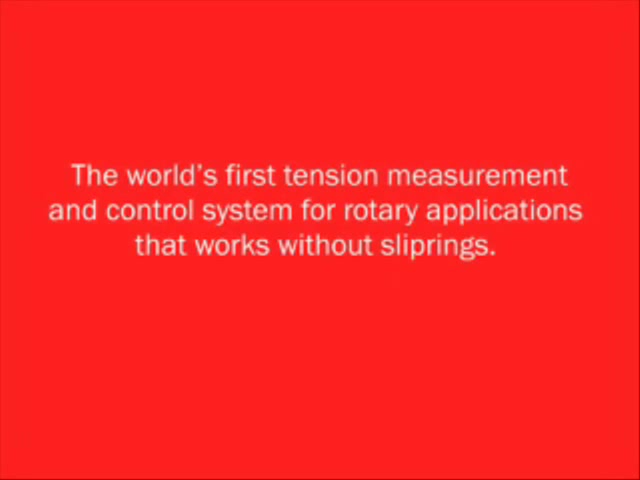 The world’s first tension measurement
and control system for rotary applications
that works without sliprings.